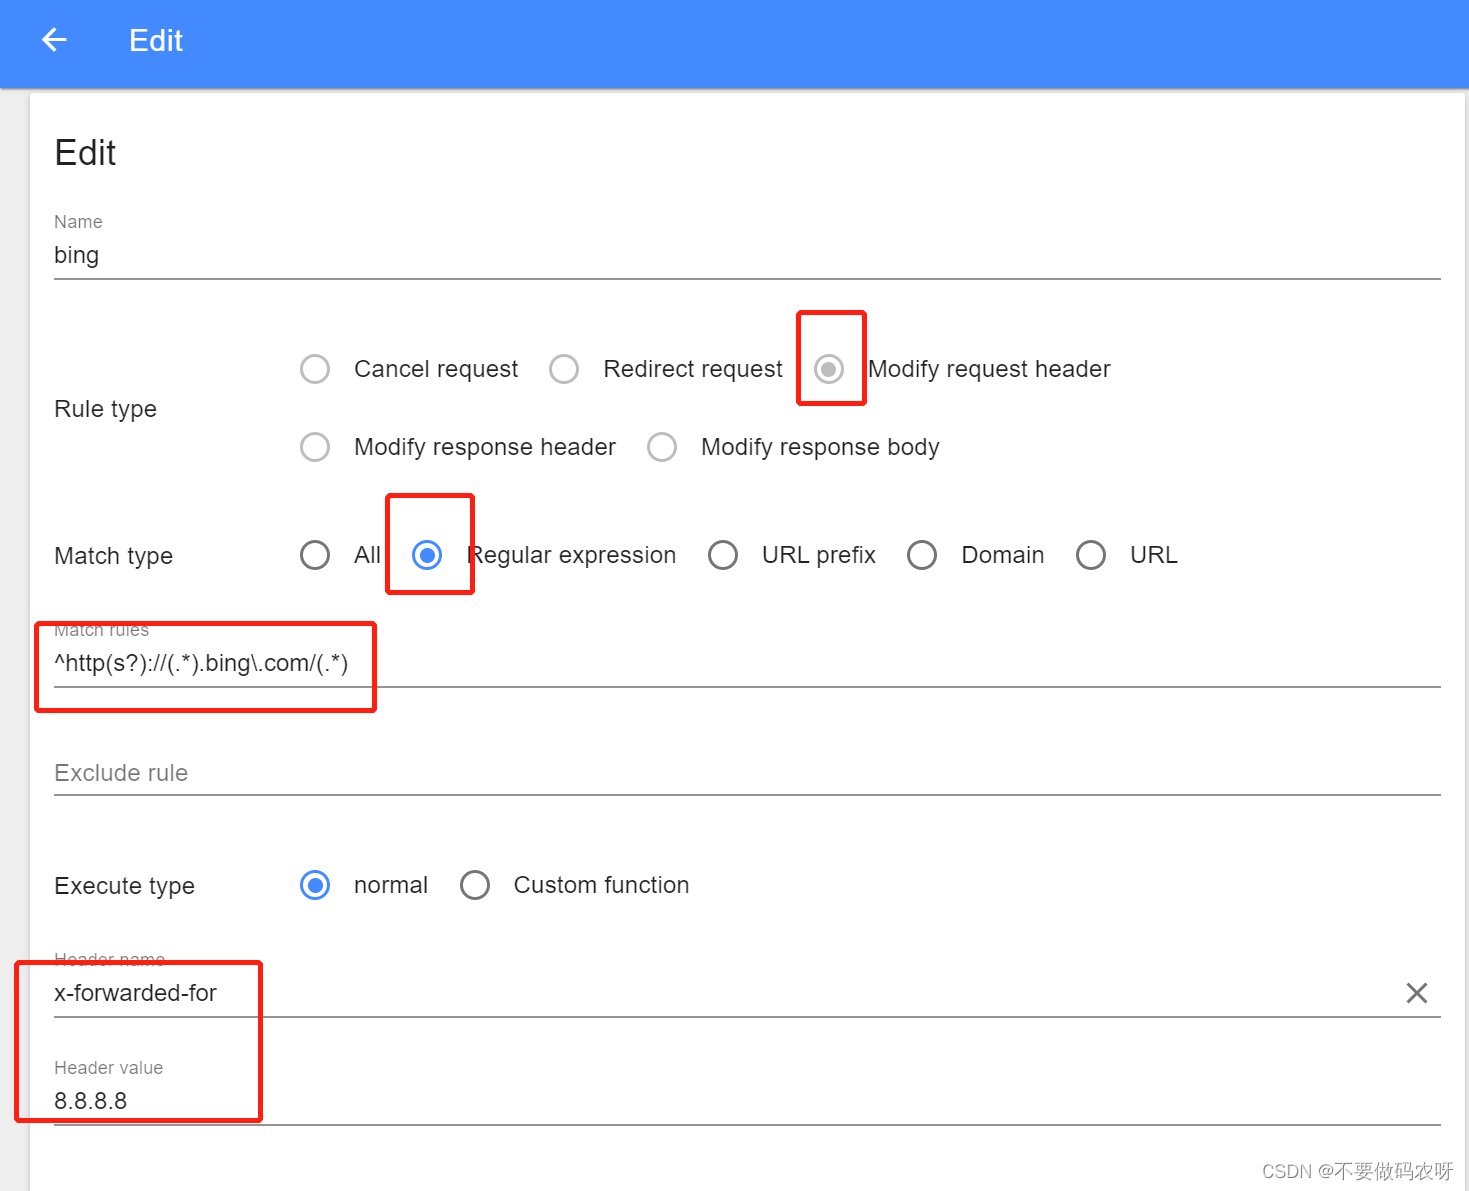 Edit
Edit
Name
bing
Cancel request Redirect request Modify request header
Rule type
Modify response header Modify response body
Match type All Regular expression URL prefix Domain URL
Match rules
^http(s?)://(.*).bing\.com/(.*)
Exclude rule
Execute type normal Custom function
Header name
x-forwarded-for
Header value
8.8.8.8
CSDN @不要做码农呀